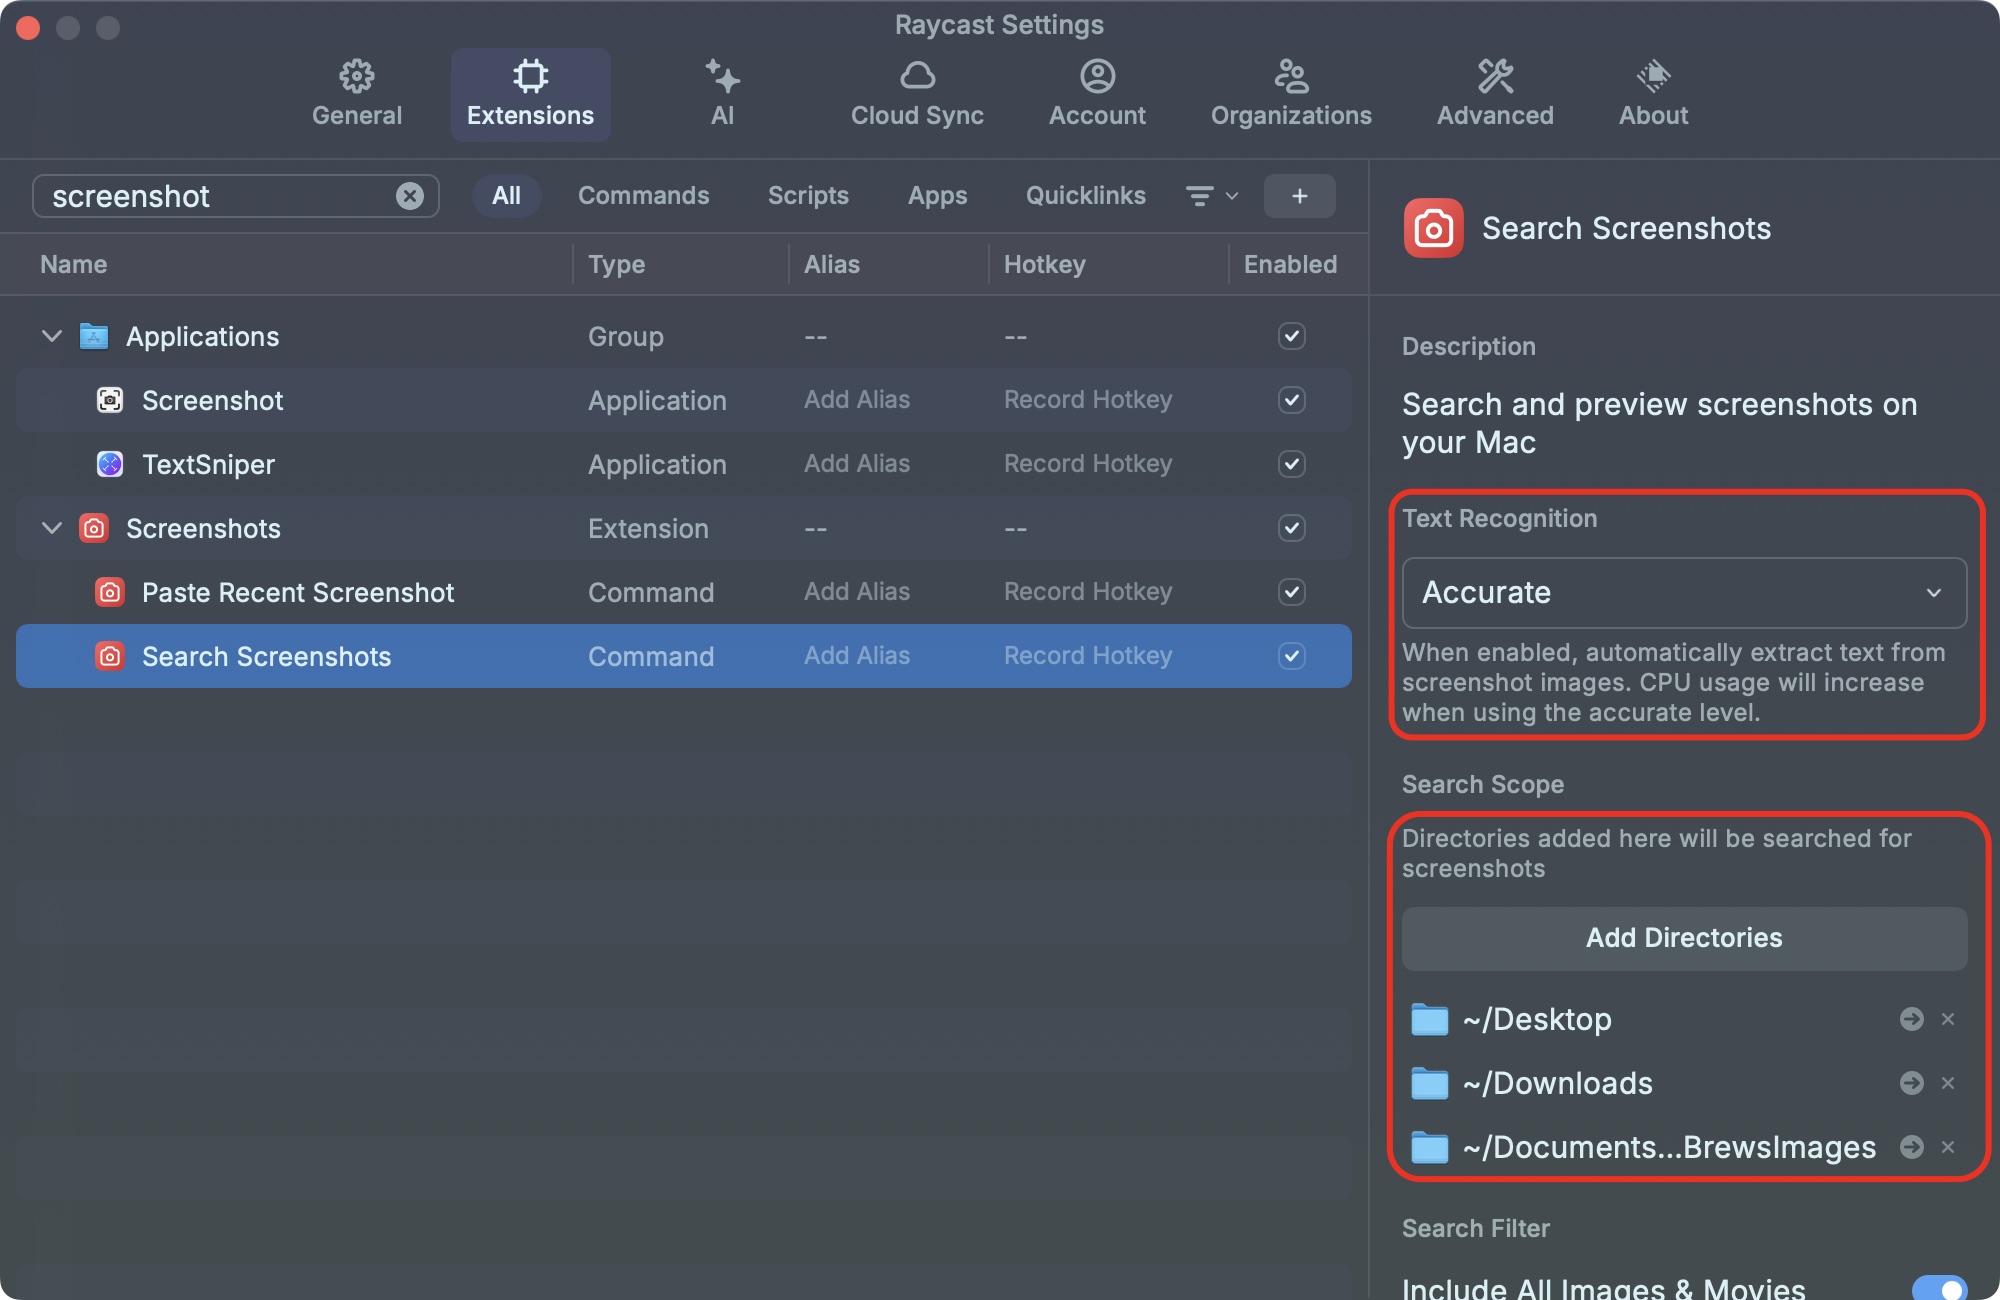 Raycast Settings
General
Extensions
AI
Cloud Sync
Account
Organizations
Advanced
About
screenshot
All
Commands
Scripts
Apps
Quicklinks
+
Name Type Alias Hotkey Enabled
Applications Group -- --
Screenshot Application Add Alias Record Hotkey
TextSniper Application Add Alias Record Hotkey
Screenshots Extension -- --
Paste Recent Screenshot Command Add Alias Record Hotkey
Search Screenshots Command Add Alias Record Hotkey
Search Screenshots
Description
Search and preview screenshots on
your Mac
Text Recognition
Accurate
When enabled, automatically extract text from
screenshot images. CPU usage will increase
when using the accurate level.
Search Scope
Directories added here will be searched for
screenshots
Add Directories
~/Desktop
~/Downloads
~/Documents...BrewsImages
Search Filter
Include All Images & Movies